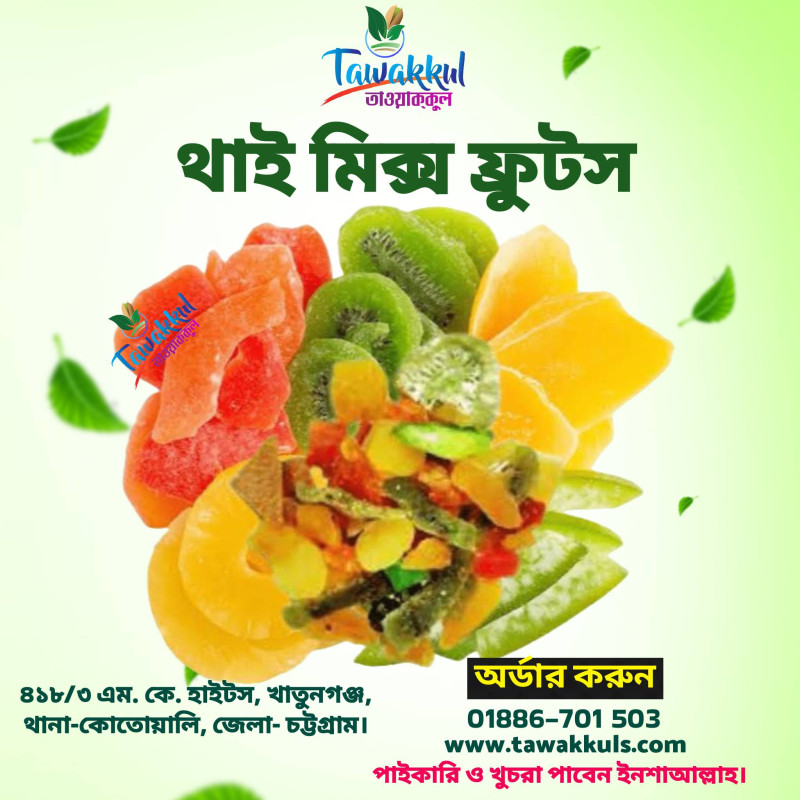 Tawakkul
তাওয়াক্কুল
থাই মিক্স ফ্রুটস
Tawakkul
তাওয়াক্কুল
৪১৮/৩ এম. কে. হাইটস, খাতুনগঞ্জ,
থানা-কোতোয়ালি, জেলা- চট্টগ্রাম।
অর্ডার করুন
01886-701 503
www.tawakkuls.com
পাইকারি ও খুচরা পাবেন ইনশাআল্লাহ।